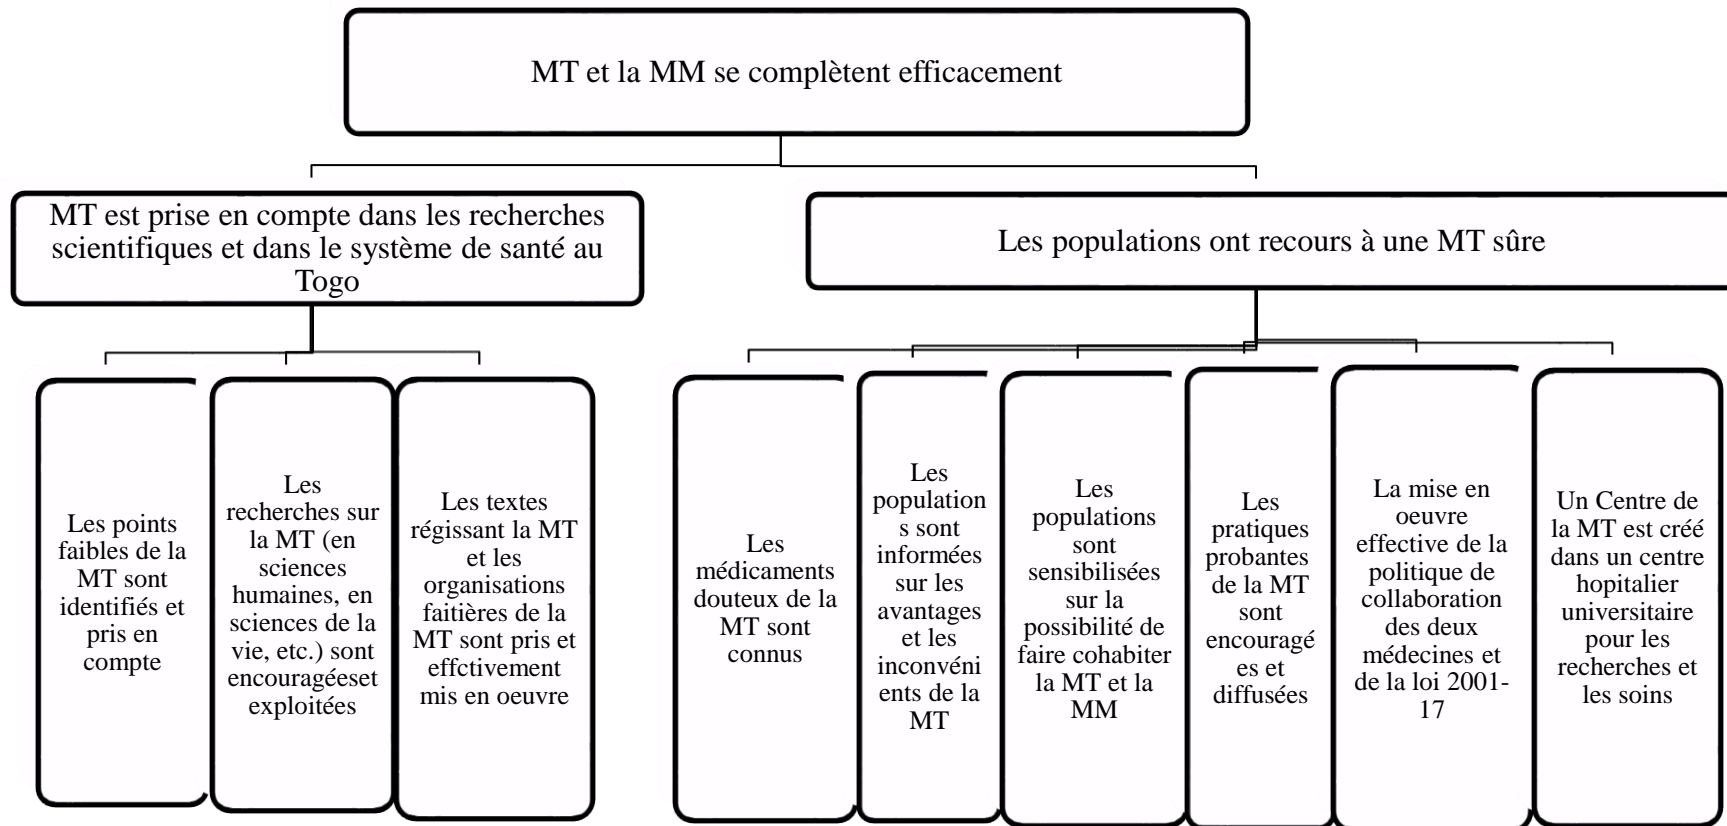 MT et la MM se complètent efficacement
MT est prise en compte dans les recherches
scientifiques et dans le système de santé au
Togo
Les populations ont recours à une MT sûre
Les points
faibles de la
MT sont
identifiés et
pris en
compte
Les
recherches sur
la MT (en
sciences
humaines, en
sciences de la
vie, etc.) sont
encouragéeset
exploitées
Les textes
régissant la MT
et les
organisations
faitières de la
MT sont pris et
effctivement
mis en oeuvre
Les
médicaments
douteux de la
MT sont
connus
Les
population
s sont
informées
sur les
avantages
et les
inconvéni
ents de la
MT
Les
populations
sont
sensibilisées
sur la
possibilité de
faire cohabiter
la MT et la
MM
Les
pratiques
probantes
de la MT
sont
encouragé
es et
diffusées
La mise en
oeuvre
effective de la
politique de
collaboration
des deux
médecines et
de la loi 2001-
17
Un Centre de
la MT est créé
dans un centre
hopitalier
universitaire
pour les
recherches et
les soins